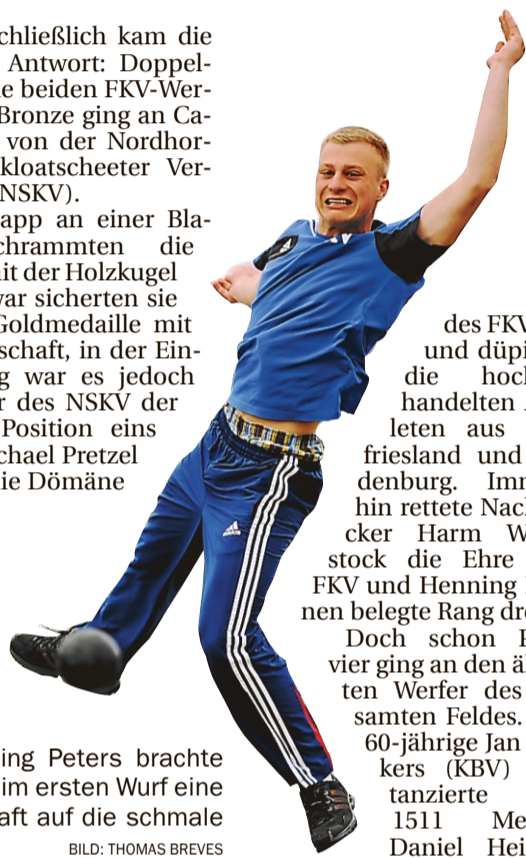 chließlich kam die
Antwort: Doppel-
e beiden FKV-Wer-
Bronze ging an Ca-
von der Nordhor-
kloatscheeter Ver-
NSKV).
app an einer Bla-
chrammten die
it der Holzkugel
war sicherten sie
Goldmedaille mit
schaft, in der Ein-
g war es jedoch
r des NSKV der
Position eins
chael Pretzel
ie Dömäne
ing Peters brachte
im ersten Wurf eine
aft auf die schmale
BILD: THOMAS BREVES
des FKV
und düpi
die hoch
handelten
leten aus
friesland und
denburg. Imm
hin rettete Nach
cker Harm W
stock die Ehre
FKV und Henning
nen belegte Rang dre
Doch schon P
vier ging an den äl
ten Werfer des
samten Feldes.
60-jährige Jan
kers (KBV)
tanzierte
1511 Me
Daniel Hei
adidas